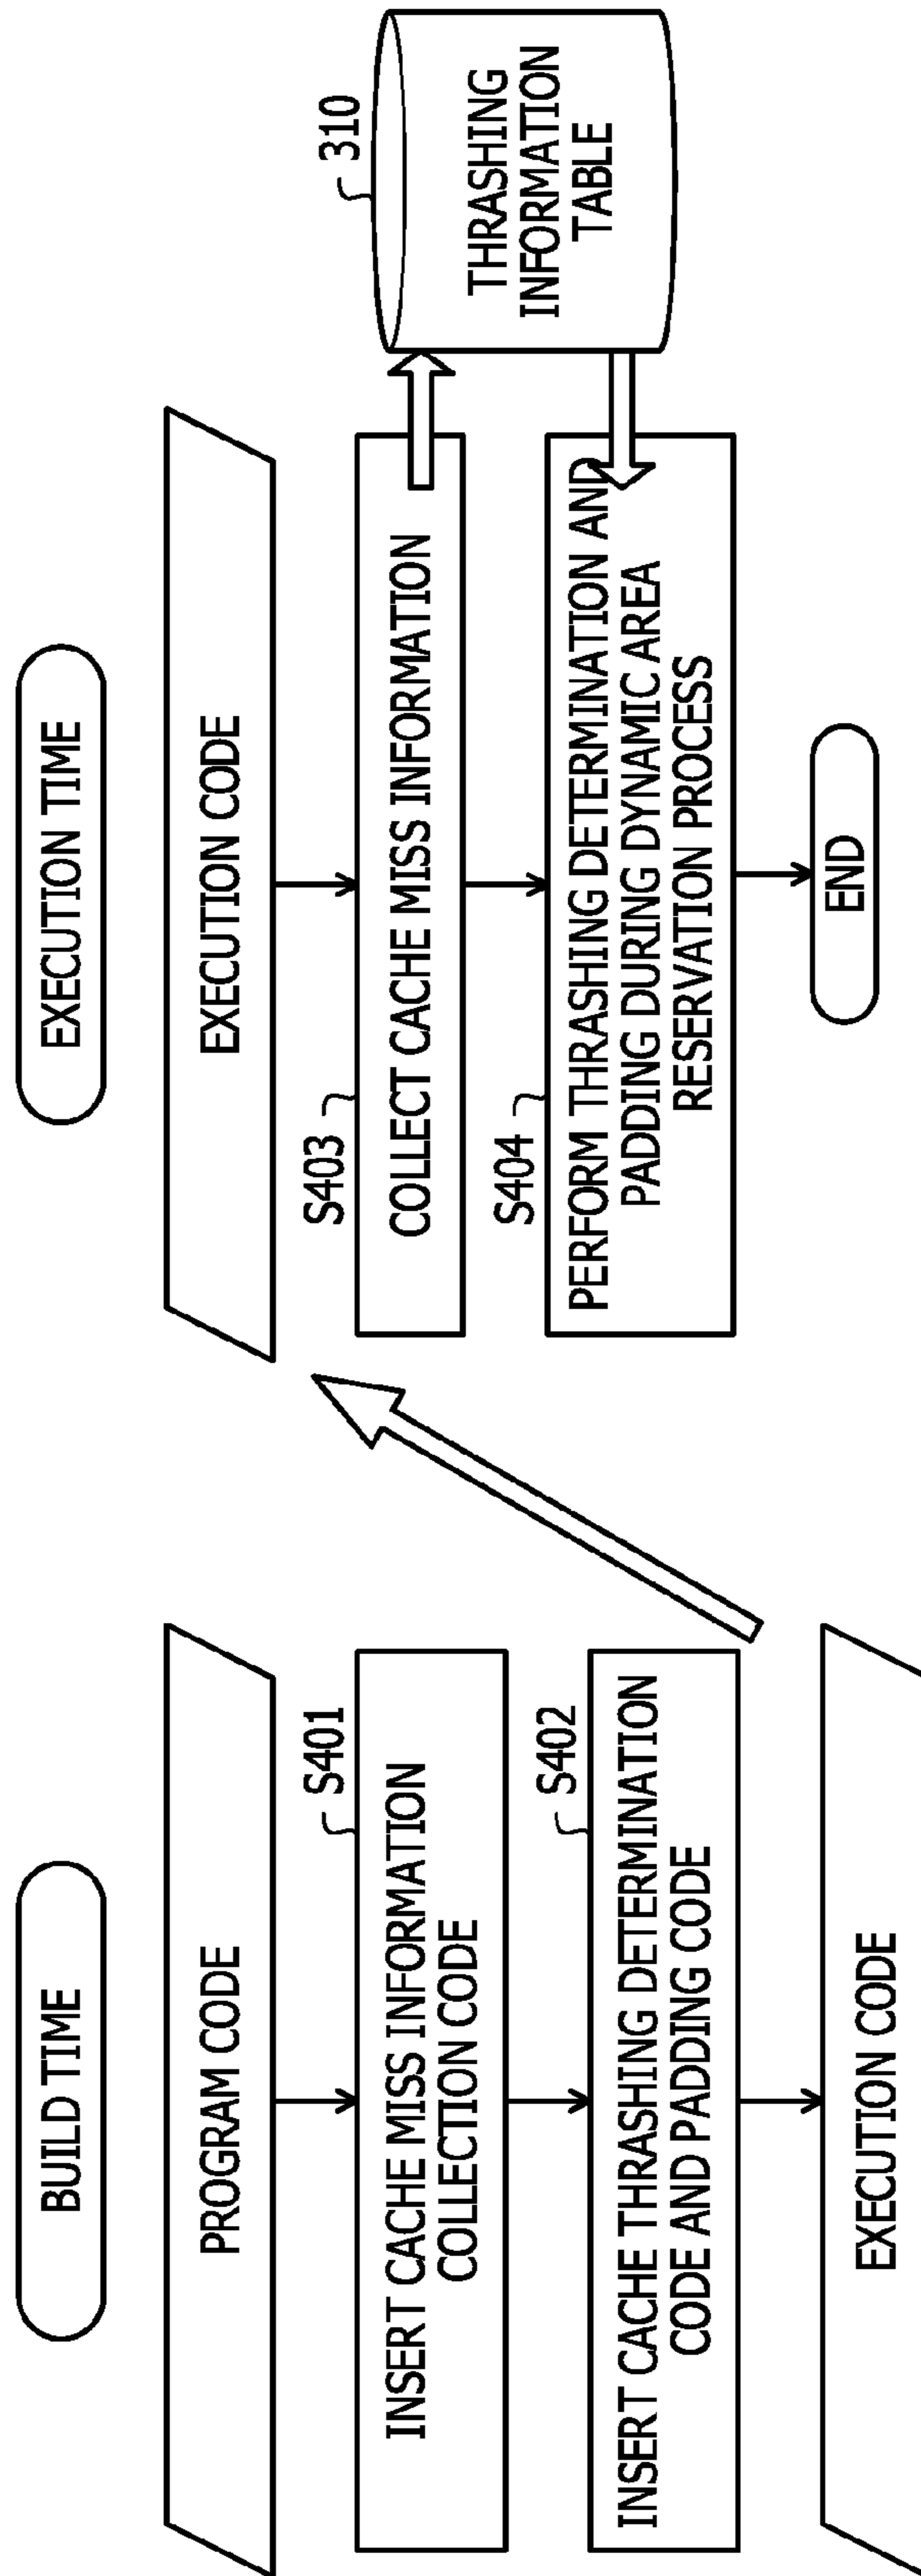 BUILD TIME
PROGRAM CODE
S401
INSERT CACHE MISS INFORMATION
COLLECTION CODE
S402
INSERT CACHE THRASHING DETERMINATION
CODE AND PADDING CODE
EXECUTION CODE
EXECUTION TIME
EXECUTION CODE
S403
COLLECT CACHE MISS INFORMATION
S404
PERFORM THRASHING DETERMINATION AND
PADDING DURING DYNAMIC AREA
RESERVATION PROCESS
END
310
THRASHING
INFORMATION
TABLE